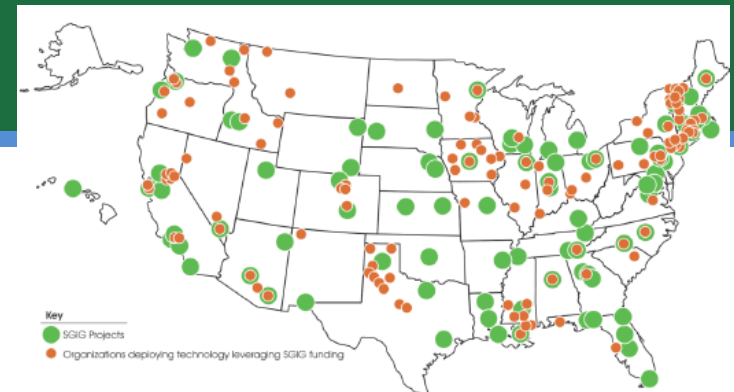 Key
SGIG Projects
Organizations deploying technology leveraging SGIG funding